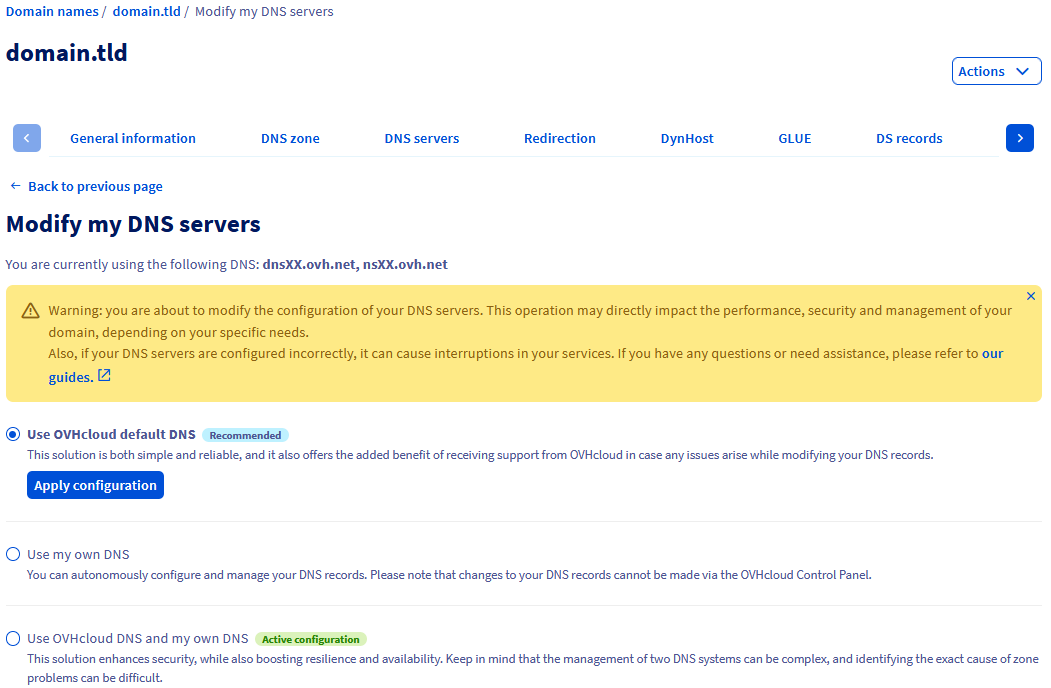 Domain names / domain.tld / Modify my DNS servers
domain.tld
Actions
General information DNS zone DNS servers Redirection DynHost GLUE DS records
Back to previous page
Modify my DNS servers
You are currently using the following DNS: dnsXX.ovh.net, nsXX.ovh.net
Warning: you are about to modify the configuration of your DNS servers. This operation may directly impact the performance, security and management of your
domain, depending on your specific needs.
Also, if your DNS servers are configured incorrectly, it can cause interruptions in your services. If you have any questions or need assistance, please refer to our
guides.
Use OVHcloud default DNS Recommended
This solution is both simple and reliable, and it also offers the added benefit of receiving support from OVHcloud in case any issues arise while modifying your DNS records.
Apply configuration
Use my own DNS
You can autonomously configure and manage your DNS records. Please note that changes to your DNS records cannot be made via the OVHcloud Control Panel.
Use OVHcloud DNS and my own DNS Active configuration
This solution enhances security, while also boosting resilience and availability. Keep in mind that the management of two DNS systems can be complex, and identifying the exact cause of zone
problems can be difficult.